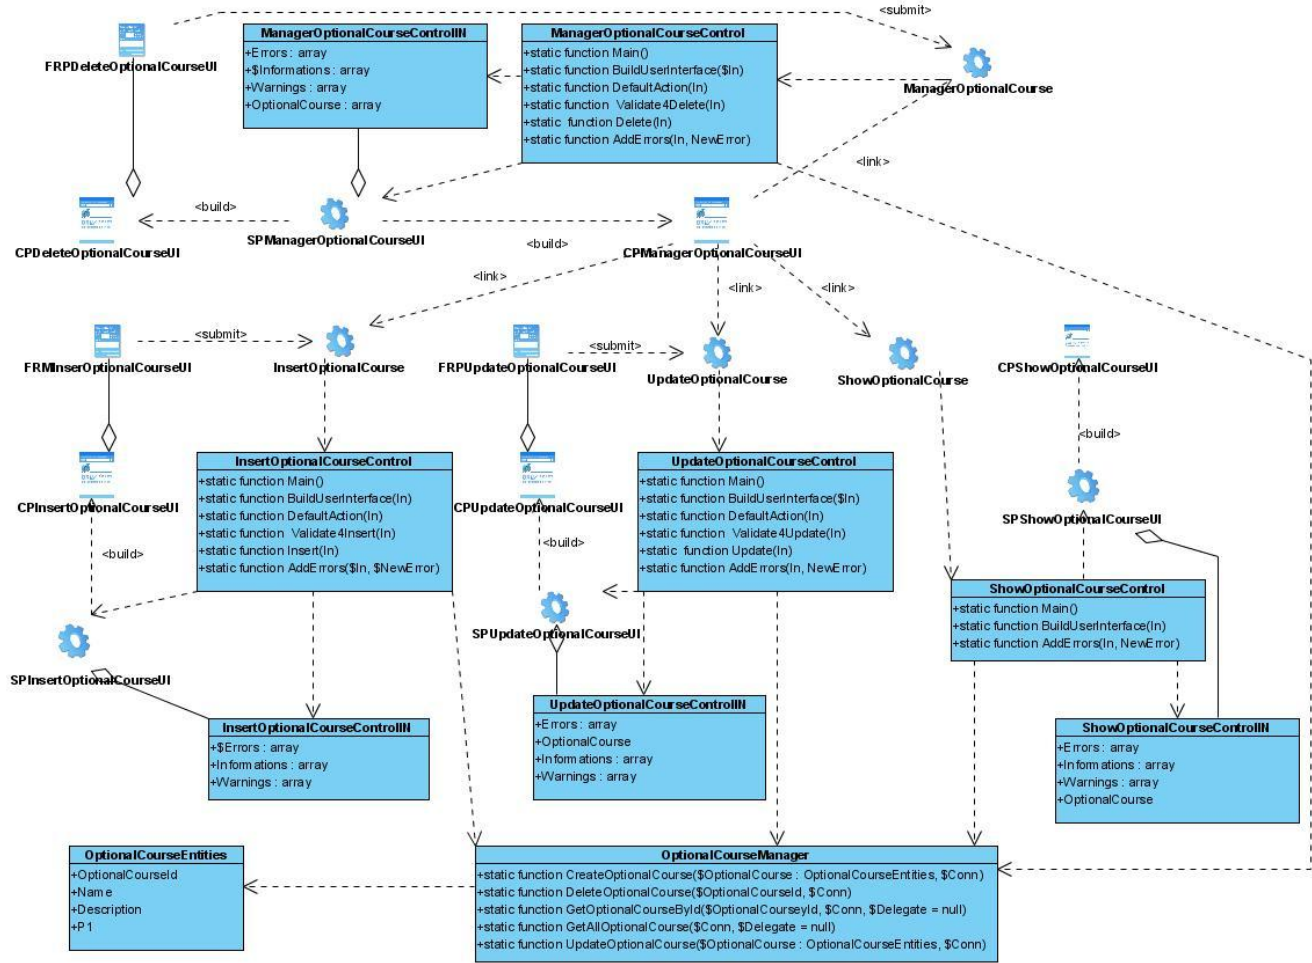 <submit>
FRPDeleteOptionalCourseUI
ManagerOptionalCourseControlIN
+Errors : array
+$Informations : array
+Warnings : array
+OptionalCourse : array
ManagerOptionalCourseControl
+static function Main()
+static function BuildUserInterface($In)
+static function DefaultAction(In)
+static function Validate4Delete(In)
+static function Delete(In)
+static function AddErrors(In, NewError)
ManagerOptionalCourse
<link>
<build>
CPDeleteOptionalCourseUI
SPManagerOptionalCourseUI
<build>
CPManagerOptionalCourseUI
<link>
<link>
<link>
<submit>
FRMInserOptionalCourseUI
InsertOptionalCourse
FRPUpdateOptionalCourseUI
<submit>
UpdateOptionalCourse
ShowOptionalCourse
CPShowOptionalCourseUI
<build>
InsertOptionalCourseControl
+static function Main()
+static function BuildUserInterface(In)
+static function DefaultAction(In)
+static function Validate4Insert(In)
+static function Insert(In)
+static function AddErrors($In, $NewError)
CPInsertOptionalCourseUI
<build>
CPUpdateOptionalCourseUI
<build>
UpdateOptionalCourseControl
+static function Main()
+static function BuildUserInterface($In)
+static function DefaultAction(In)
+static function Validate4Update(In)
+static function Update(In)
+static function AddErrors(In, NewError)
SPShowOptionalCourseUI
ShowOptionalCourseControl
+static function Main()
+static function BuildUserInterface(In)
+static function AddErrors(In, NewError)
SPInsertOptionalCourseUI
SPUpdateOptionalCourseUI
InsertOptionalCourseControlIN
+$Errors : array
+Informations : array
+Warnings : array
UpdateOptionalCourseControlIN
+Errors : array
+OptionalCourse
+Informations : array
+Warnings : array
ShowOptionalCourseControlIN
+Errors : array
+Informations : array
+Warnings : array
+OptionalCourse
OptionalCourseEntities
+OptionalCourseId
+Name
+Description
+P1
OptionalCourseManager
+static function CreateOptionalCourse($OptionalCourse : OptionalCourseEntities, $Conn)
+static function DeleteOptionalCourse($OptionalCourseId, $Conn)
+static function GetOptionalCourseById($OptionalCourseyId, $Conn, $Delegate = null)
+static function GetAllOptionalCourse($Conn, $Delegate = null)
+static function UpdateOptionalCourse($OptionalCourse : OptionalCourseEntities, $Conn)